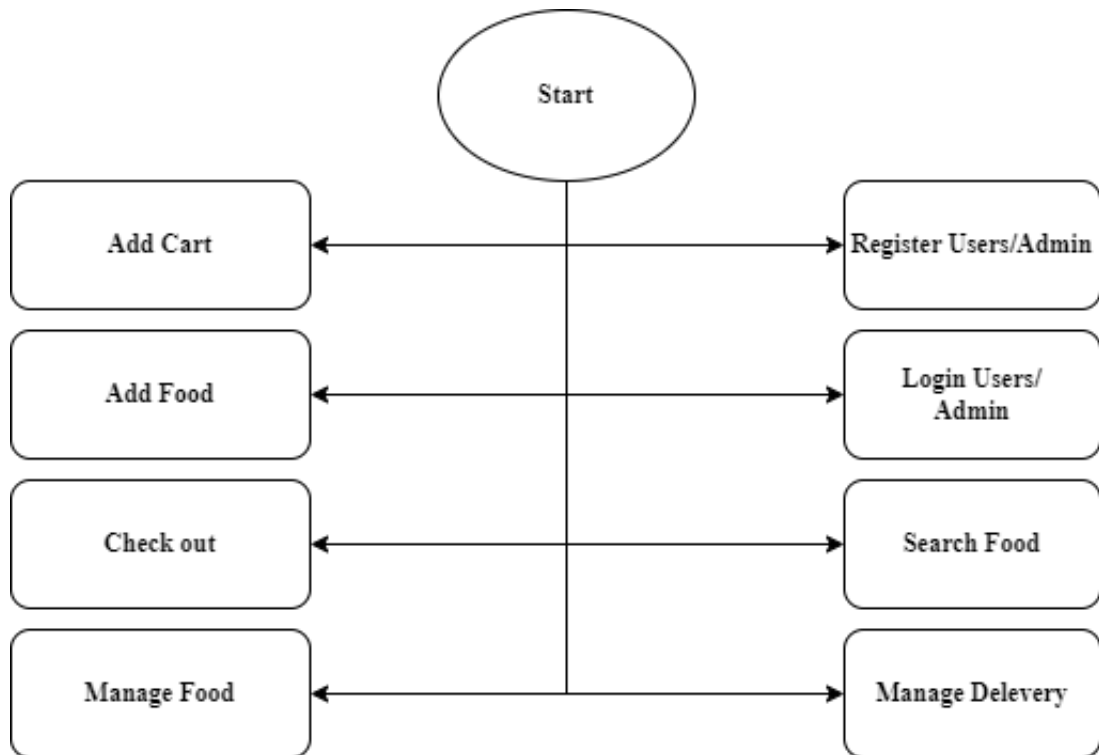 Start
Add Cart
Register Users/Admin
Add Food
Login Users/
Admin
Check out
Search Food
Manage Food
Manage Delevery